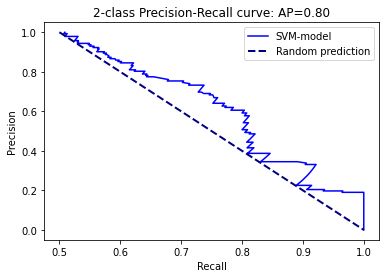 2-class Precision-Recall curve: AP=0.80
SVM-model
Random prediction
Precision
1.0
0.8
0.6
0.4
0.2
0.0
0.5
0.6
0.7
0.8
0.9
1.0
Recall